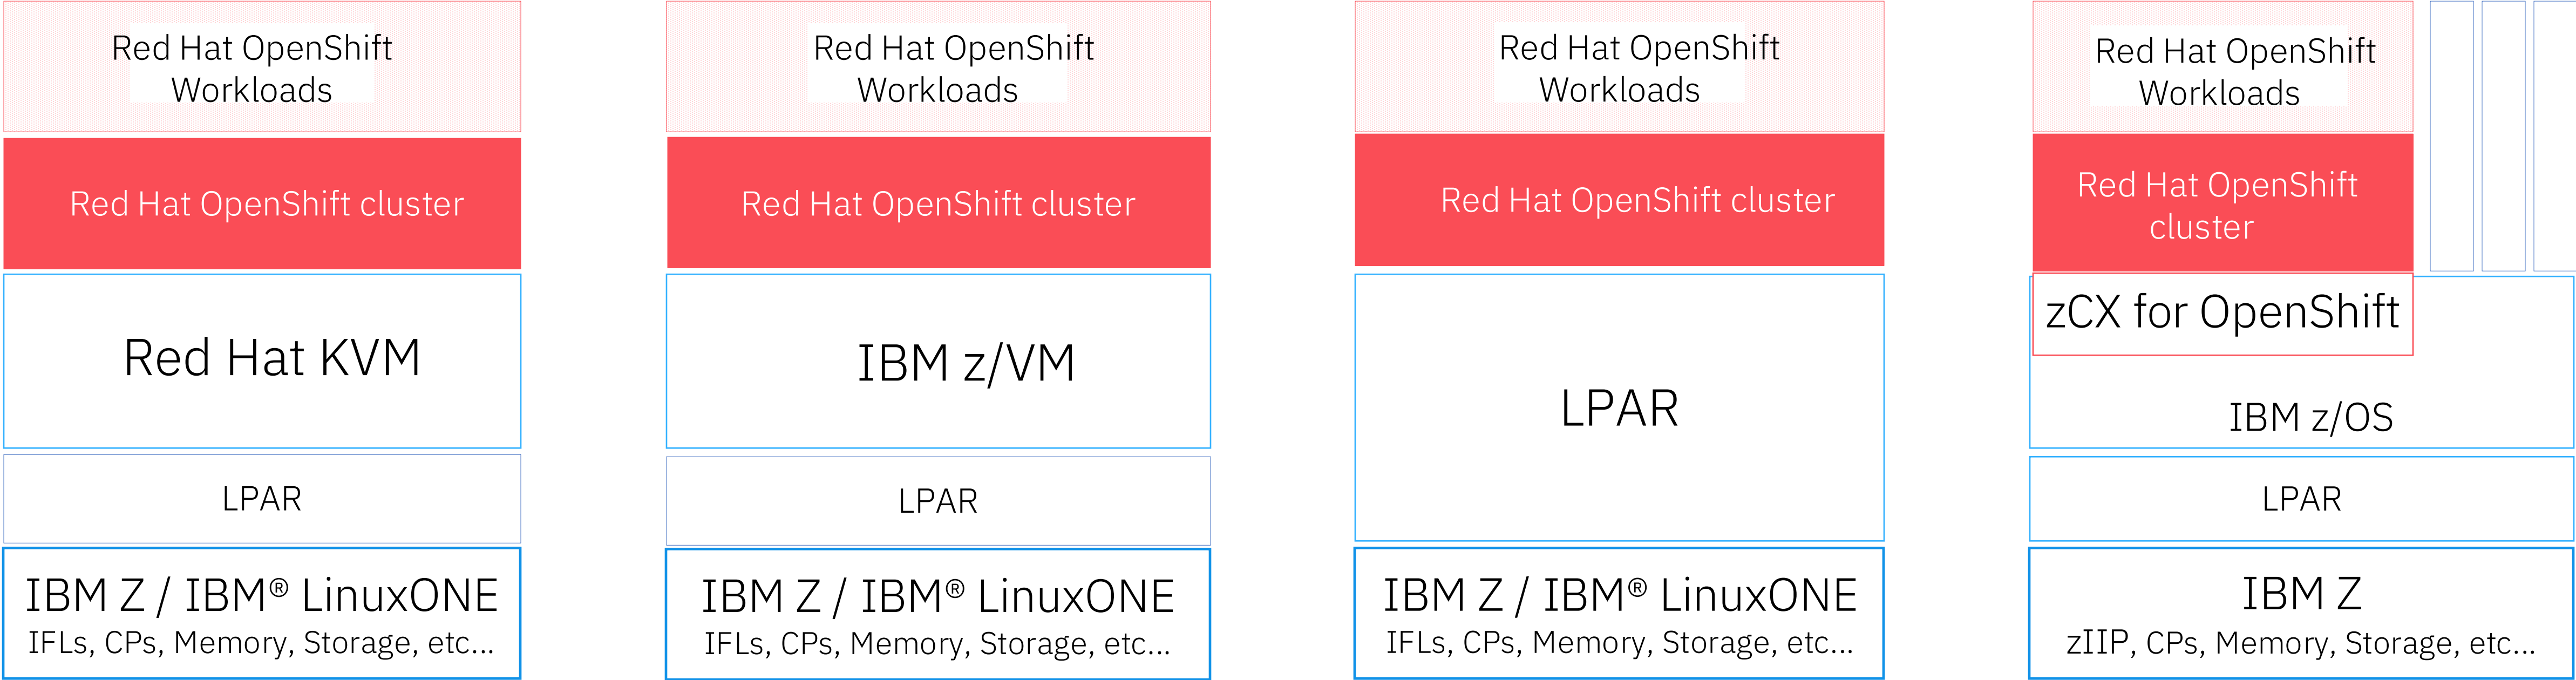 Red Hat OpenShift
Workloads
Red Hat OpenShift cluster
Red Hat KVM
LPAR
IBM Z / IBM® LinuxONE
IFLs, CPs, Memory, Storage, etc...
Red Hat OpenShift
Workloads
Red Hat OpenShift cluster
IBM z/VM
LPAR
IBM Z / IBM® LinuxONE
IFLs, CPs, Memory, Storage, etc...
Red Hat OpenShift
Workloads
Red Hat OpenShift cluster
LPAR
IBM Z / IBM® LinuxONE
IFLs, CPs, Memory, Storage, etc...
Red Hat OpenShift
Workloads
Red Hat OpenShift
cluster
zCX for OpenShift
IBM z/OS
LPAR
IBM Z
zIIP, CPs, Memory, Storage, etc...